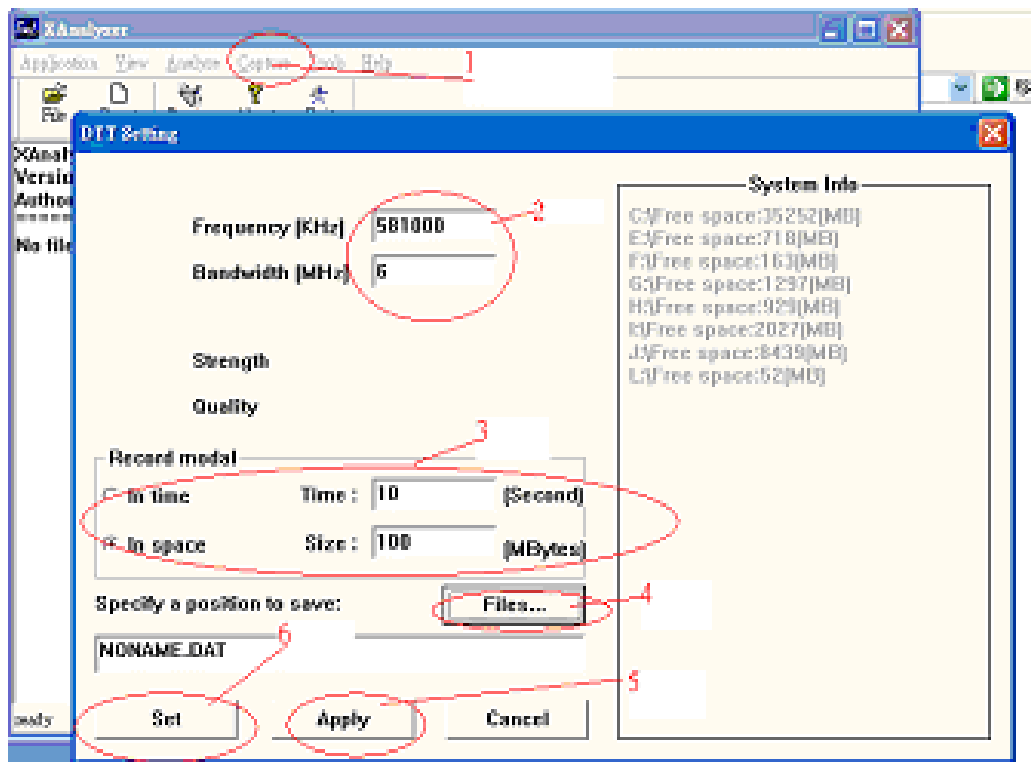 XAnalyzer
Application View Analyze Capture Tools Help
1
File
DTT Setting
XAnal
Versio
Autho
No file
Frequency (KHz) 581000
2
Bandwidth (MHz) 6
Strength
Quality
3
Record modal
In time Time: 10 (Second)
In space Size: 100 (MBytes)
Specify a position to save: Files...
4
NONAME.DAT
6
5
Set Apply Cancel
System Info
C:\Free space:35252(MB)
E:\Free space:718(MB)
F:\Free space:163(MB)
G:\Free space:1297(MB)
H:\Free space:929(MB)
I:\Free space:2027(MB)
J:\Free space:8439(MB)
L:\Free space:52(MB)
ready